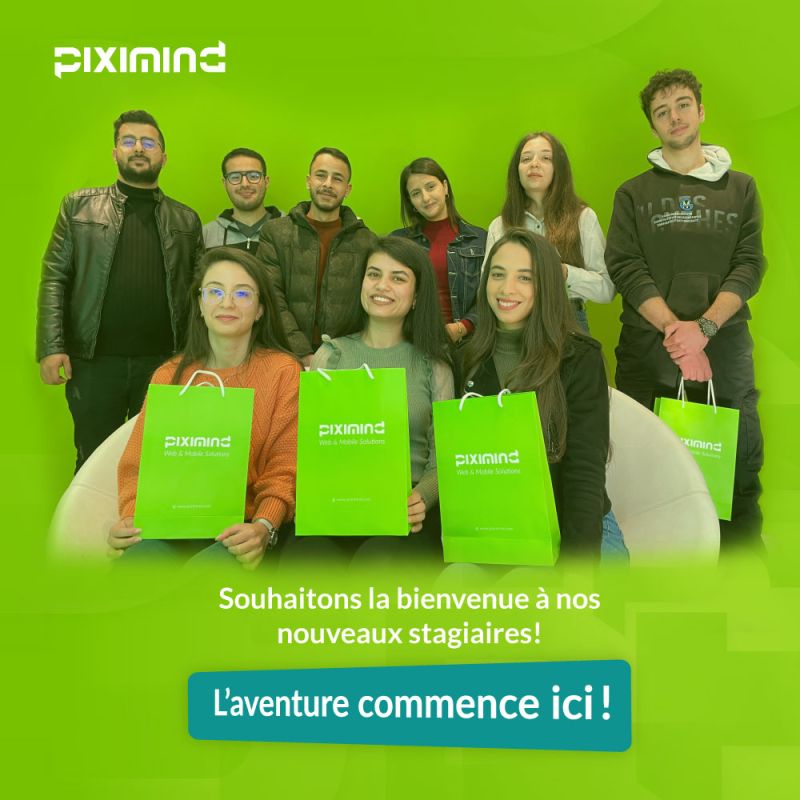 PIXIMIND
PIXIMIND
Web & Mobile Solutions
PIXIMIND
Web & Mobile Solutions
PIXIMIND
Web & Mobile Solutions
PIXIMIND
Souhaitons la bienvenue à nos
nouveaux stagiaires!
L'aventure commence ici !